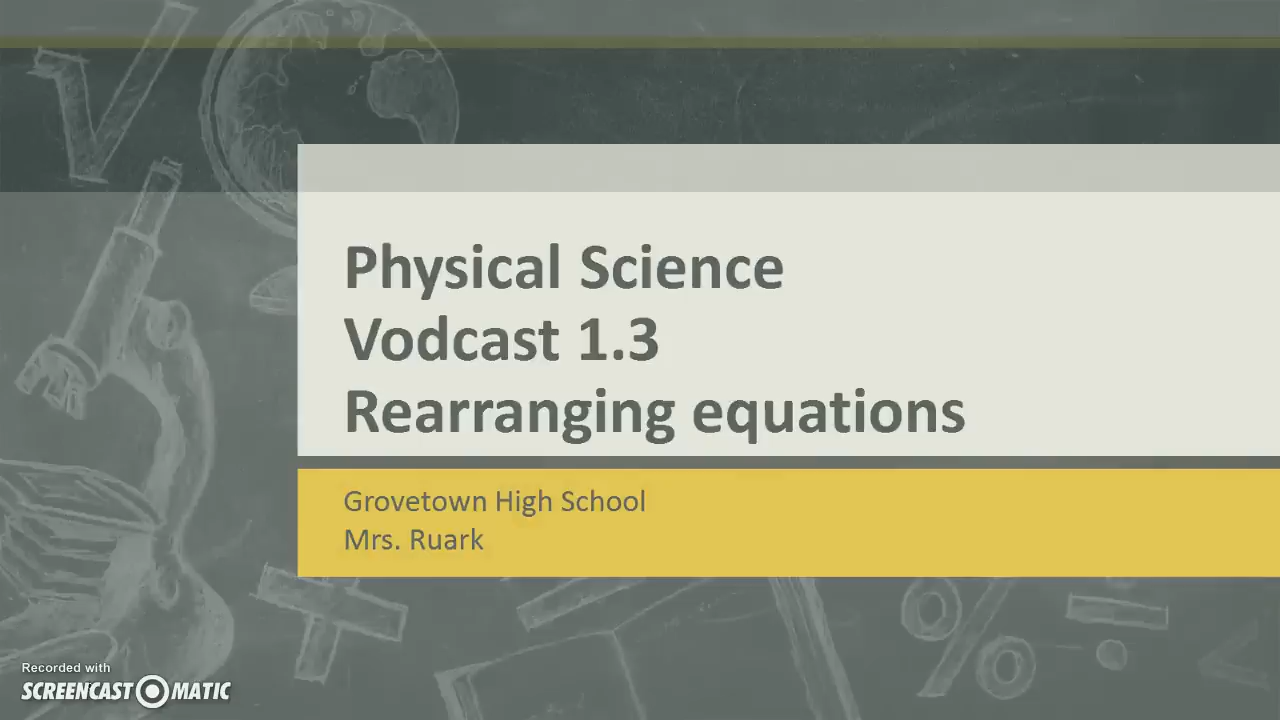 Physical Science
Vodcast 1.3
Rearranging equations
Grovetown High School
Mrs. Ruark
Recorded with
SCREENCAST MATIC